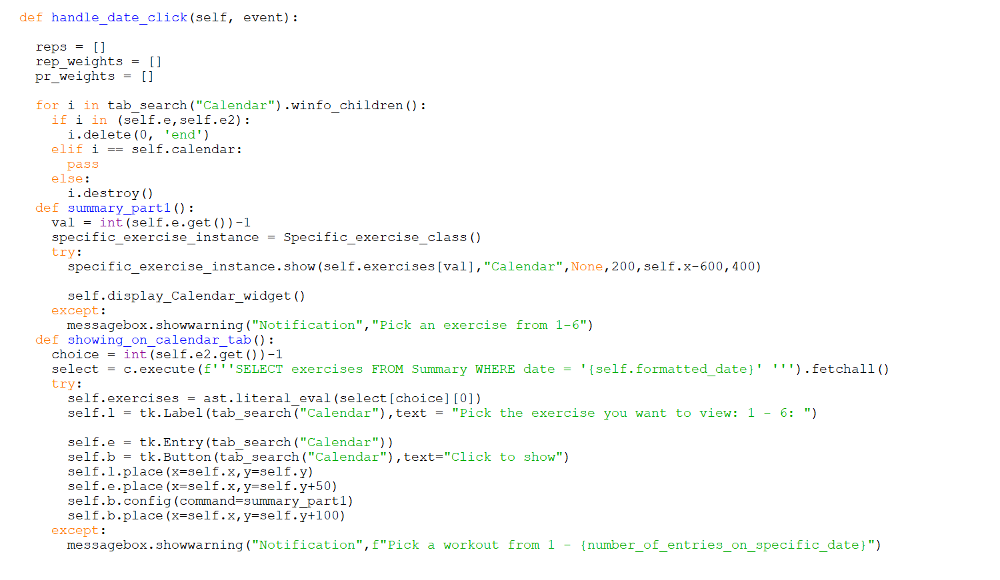 def handle_date_click(self, event):
reps = []
rep_weights = []
pr_weights = []
for i in tab_search("Calendar").winfo_children():
if i in (self.e,self.e2):
i.delete(0, 'end')
elif i == self.calendar:
pass
else:
i.destroy()
def summary_part1():
val = int(self.e.get())-1
specific_exercise_instance = Specific_exercise_class()
try:
specific_exercise_instance.show(self.exercises[val],"Calendar",None,200,self.x-600,400)
self.display_Calendar_widget()
except:
messagebox.showwarning("Notification","Pick an exercise from 1-6")
def showing_on_calendar_tab():
choice = int(self.e2.get())-1
select = c.execute(f'''SELECT exercises FROM Summary WHERE date = '{self.formatted_date}' ''').fetchall()
try:
self.exercises = ast.literal_eval(select[choice][0])
self.l = tk.Label(tab_search("Calendar"),text = "Pick the exercise you want to view: 1 - 6: ")
self.e = tk.Entry(tab_search("Calendar"))
self.b = tk.Button(tab_search("Calendar"),text="Click to show")
self.l.place(x=self.x,y=self.y)
self.e.place(x=self.x,y=self.y+50)
self.b.config(command=summary_part1)
self.b.place(x=self.x,y=self.y+100)
except:
messagebox.showwarning("Notification",f"Pick a workout from 1 - {number_of_entries_on_specific_date}")